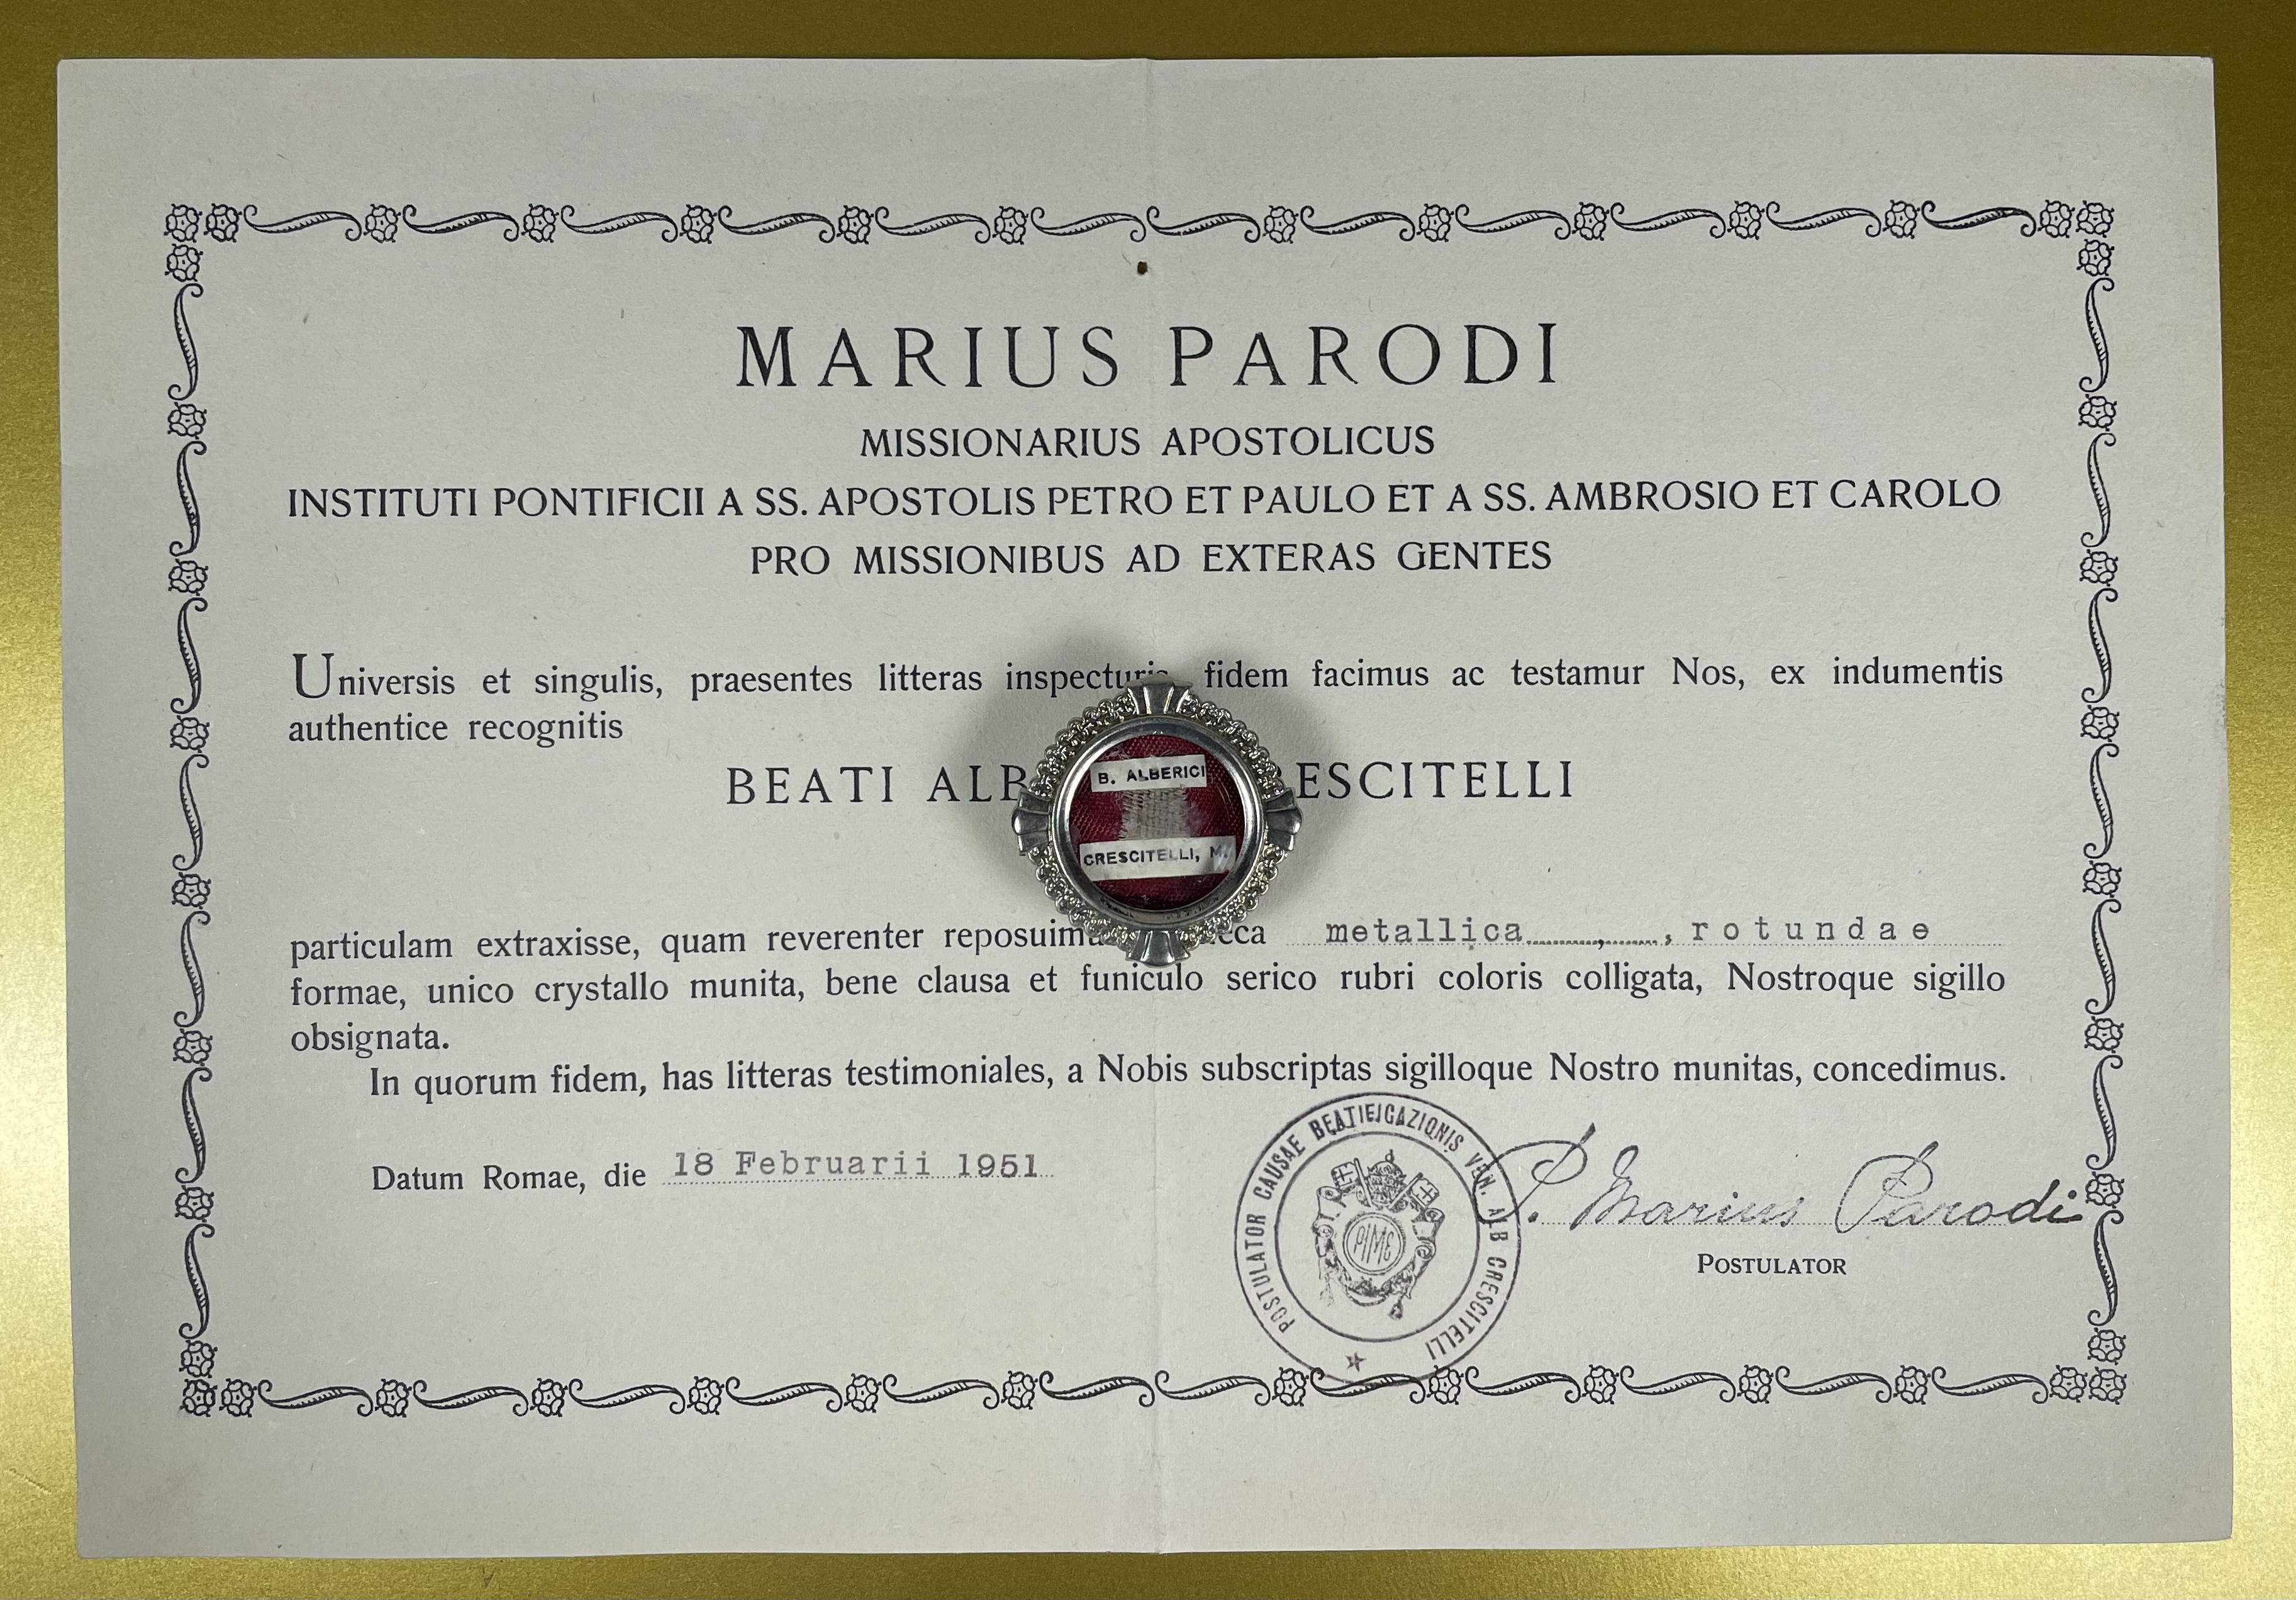 MARIUS PARODI
MISSIONARIUS APOSTOLICUS
INSTITUTI PONTIFICII A SS. APOSTOLIS PETRO ET PAULO ET A SS. AMBROSIO ET CAROLO
PRO MISSIONIBUS AD EXTERAS GENTES
Universis et singulis, praesentes litteras inspecturis, fidem facimus ac testamur Nos, ex indumentis
authentice recognitis
BEATI ALB ESCITELLI
B. ALBERICI
CRESCITELLI, M.
particulam extraxisse, quam reverenter reposuim eca metallica , rotundae
formae, unico crystallo munita, bene clausa et funiculo serico rubri coloris colligata, Nostroque sigillo
obsignata.
In quorum fidem, has litteras testimoniales, a Nobis subscriptas sigilloque Nostro munitas, concedimus.
Datum Romae, die 18 Februarii 1951
POSTULATOR CAUSAE BEATIFICAZIONIS VEN. ALB CRESCITELLI
PIME
P. Marius Parodi
POSTULATOR